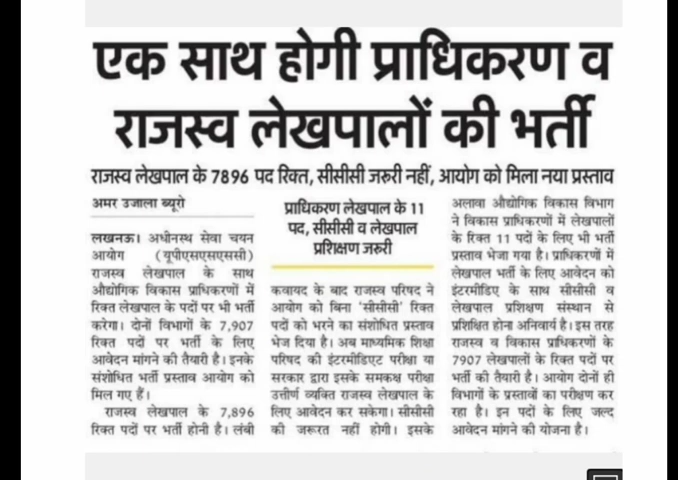 एक साथ होगी प्राधिकरण व
राजस्व लेखपालों की भर्ती
राजस्व लेखपाल के 7896 पद रिक्त, सीसीसी जरूरी नहीं, आयोग को मिला नया प्रस्ताव
अमर उजाला ब्यूरो
लखनऊ। अधीनस्थ सेवा चयन
आयोग (यूपीएसएसएससी)
राजस्व लेखपाल के साथ
औद्योगिक विकास प्राधिकरणों में
रिक्त लेखपाल के पदों पर भी भर्ती
करेगा। दोनों विभागों के 7,907
रिक्त पदों पर भर्ती के लिए
आवेदन मांगने की तैयारी है। इनके
संशोधित भर्ती प्रस्ताव आयोग को
मिल गए हैं।
राजस्व लेखपाल के 7,896
रिक्त पदों पर भर्ती होनी है। लंबी
प्राधिकरण लेखपाल के 11
पद, सीसीसी व लेखपाल
प्रशिक्षण जरूरी
कवायद के बाद राजस्व परिषद ने
आयोग को बिना 'सीसीसी' रिक्त
पदों को भरने का संशोधित प्रस्ताव
भेज दिया है। अब माध्यमिक शिक्षा
परिषद की इंटरमीडिएट परीक्षा या
सरकार द्वारा इसके समकक्ष परीक्षा
उत्तीर्ण व्यक्ति राजस्व लेखपाल के
लिए आवेदन कर सकेगा। सीसीसी
की जरूरत नहीं होगी। इसके
अलावा औद्योगिक विकास विभाग
ने विकास प्राधिकरणों में लेखपालों
के रिक्त 11 पदों के लिए भी भर्ती
प्रस्ताव भेजा गया है। प्राधिकरणों में
लेखपाल भर्ती के लिए आवेदन को
इंटरमीडिए के साथ सीसीसी व
लेखपाल प्रशिक्षण संस्थान से
प्रशिक्षित होना अनिवार्य है। इस तरह
राजस्व व विकास प्राधिकरणों के
7907 लेखपालों के रिक्त पदों पर
भर्ती की तैयारी है। आयोग दोनों ही
विभागों के प्रस्तावों का परीक्षण कर
रहा है। इन पदों के लिए जल्द
आवेदन मांगने की योजना है।